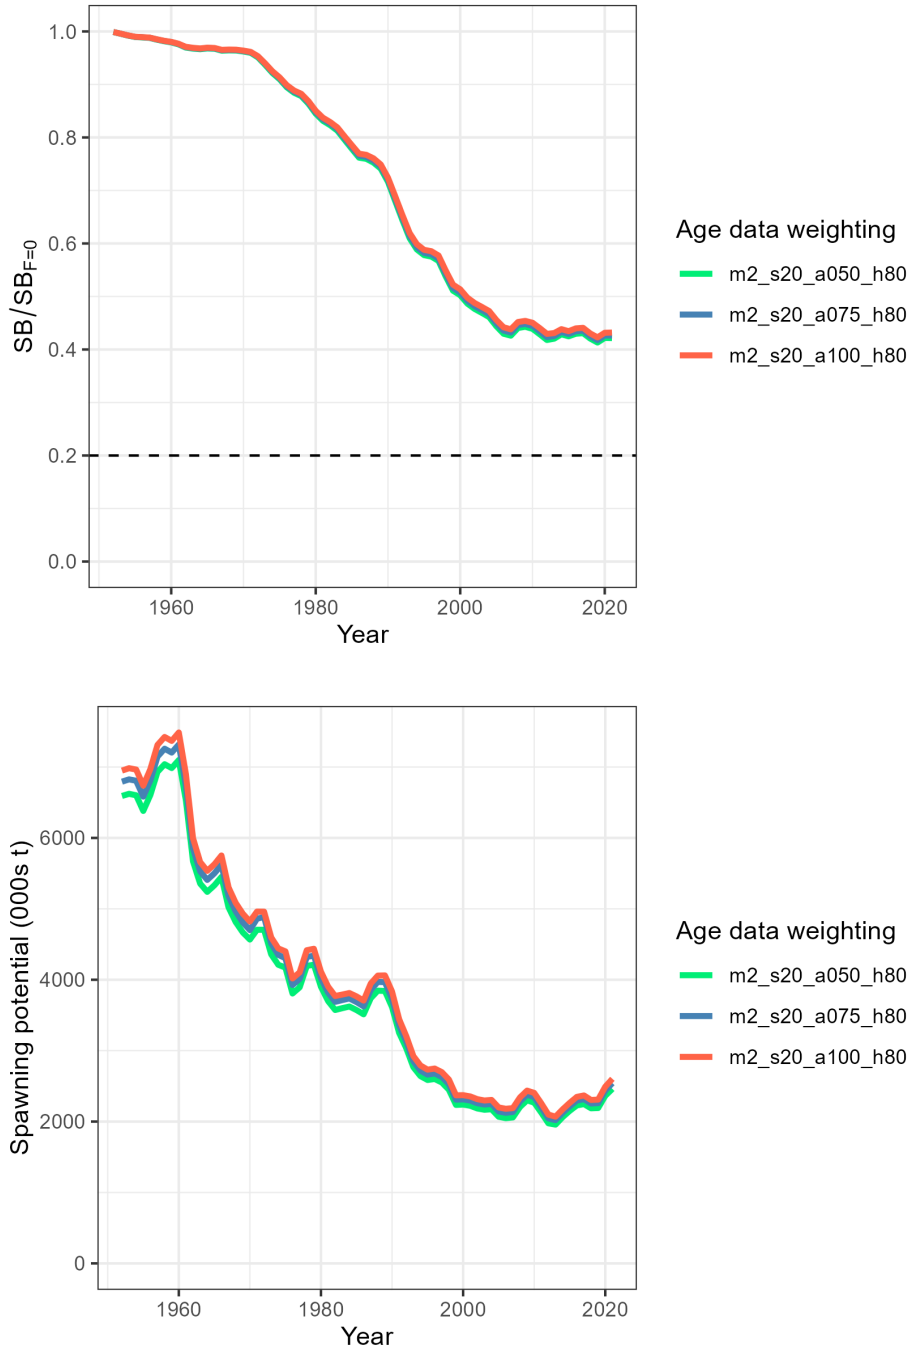 1.0
0.8
0.6
0.4
0.2
0.0
SB/SB_F=0
1960 1980 2000 2020
Year
Age data weighting
m2_s20_a050_h80
m2_s20_a075_h80
m2_s20_a100_h80
6000
4000
2000
0
Spawning potential (000s t)
1960 1980 2000 2020
Year
Age data weighting
m2_s20_a050_h80
m2_s20_a075_h80
m2_s20_a100_h80